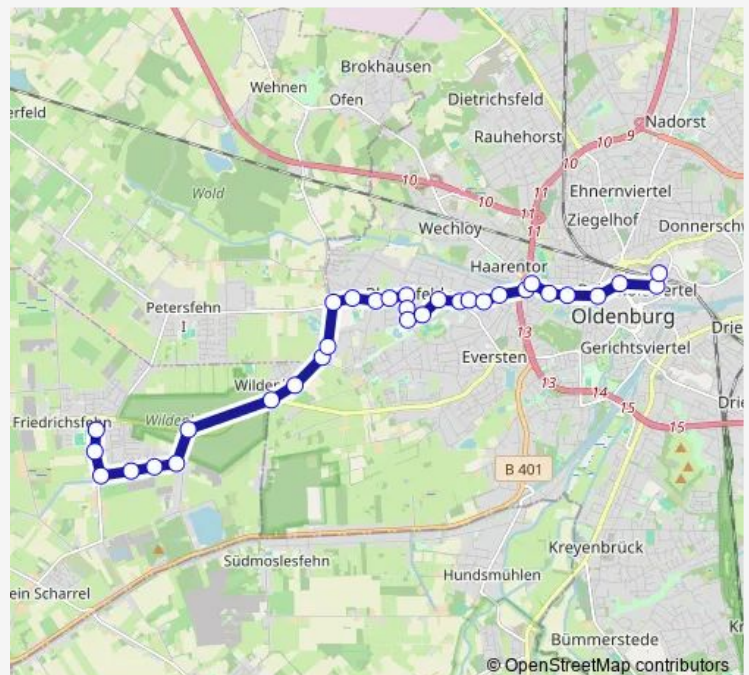 Brokhausen
Wehnen
Ofen
Dietrichsfeld
erfeld
Nadorst
Rauhehorst
10
9
10
Wold
10
Ehnernviertel
10
11
11
11
Ziegelhof
Donnerschw
Wechloy
Haarentor
Petersfehn
I
Oldenburg
13
Drie
Gerichtsviertel
Eversten
13
14
15
Drie
15
Friedrichsfehn
B 401
Kreyenbrück
Südmoslesfehn
Hundsmühlen
ein Scharrel
Bümmerstede
Kr
© OpenStreetMap contributors